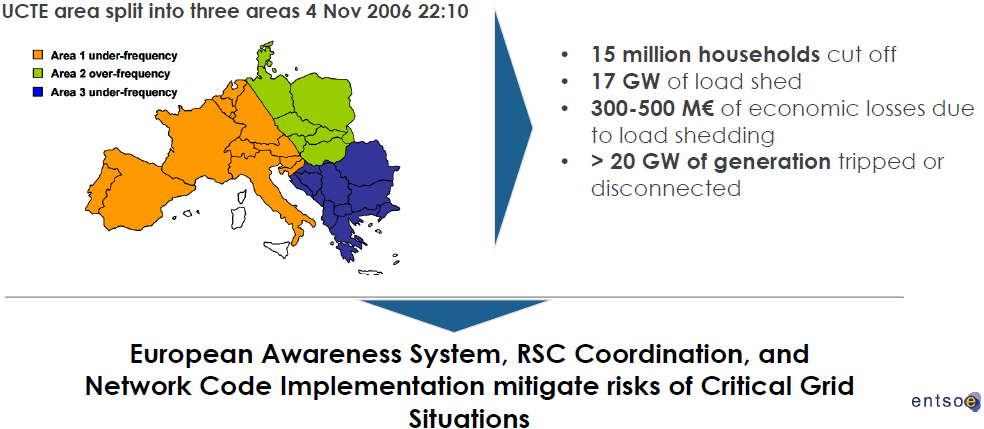 UCTE area split into three areas 4 Nov 2006 22:10
Area 1 under-frequency
Area 2 over-frequency
Area 3 under-frequency
• 15 million households cut off
• 17 GW of load shed
• 300-500 M€ of economic losses due
to load shedding
• > 20 GW of generation tripped or
disconnected
European Awareness System, RSC Coordination, and
Network Code Implementation mitigate risks of Critical Grid
Situations
entsoe